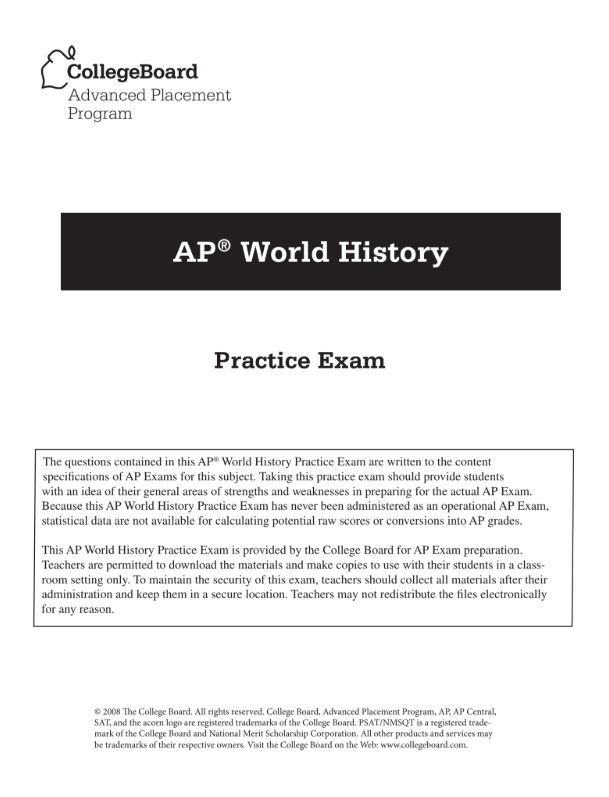 CollegeBoard
Advanced Placement
Program
AP® World History
Practice Exam
The questions contained in this AP® World History Practice Exam are written to the content
specifications of AP Exams for this subject. Taking this practice exam should provide students
with an idea of their general areas of strengths and weaknesses in preparing for the actual AP Exam.
Because this AP World History Practice Exam has never been administered as an operational AP Exam,
statistical data are not available for calculating potential raw scores or conversions into AP grades.
This AP World History Practice Exam is provided by the College Board for AP Exam preparation.
Teachers are permitted to download the materials and make copies to use with their students in a class-
room setting only. To maintain the security of this exam, teachers should collect all materials after their
administration and keep them in a secure location. Teachers may not redistribute the files electronically
for any reason.
© 2008 The College Board. All rights reserved. College Board, Advanced Placement Program, AP, AP Central,
SAT, and the acorn logo are registered trademarks of the College Board. PSAT/NMSQT is a registered trade-
mark of the College Board and National Merit Scholarship Corporation. All other products and services may
be trademarks of their respective owners. Visit the College Board on the Web: www.collegeboard.com.